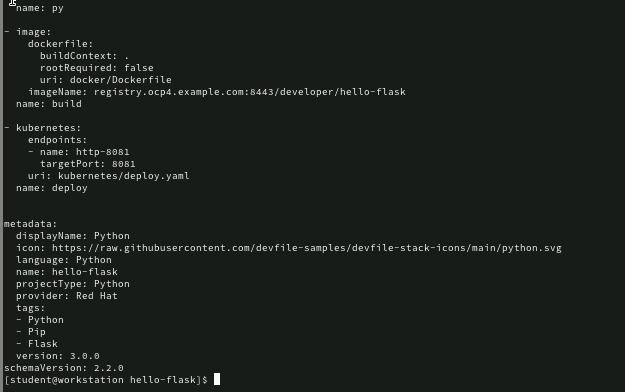 name: py

- image:
    dockerfile:
      buildContext: .
      rootRequired: false
      uri: docker/Dockerfile
    imageName: registry.ocp4.example.com:8443/developer/hello-flask
  name: build

- kubernetes:
    endpoints:
    - name: http-8081
      targetPort: 8081
    uri: kubernetes/deploy.yaml
  name: deploy


metadata:
  displayName: Python
  icon: https://raw.githubusercontent.com/devfile-samples/devfile-stack-icons/main/python.svg
  language: Python
  name: hello-flask
  projectType: Python
  provider: Red Hat
  tags:
  - Python
  - Pip
  - Flask
  version: 3.0.0
schemaVersion: 2.2.0
[student@workstation hello-flask]$